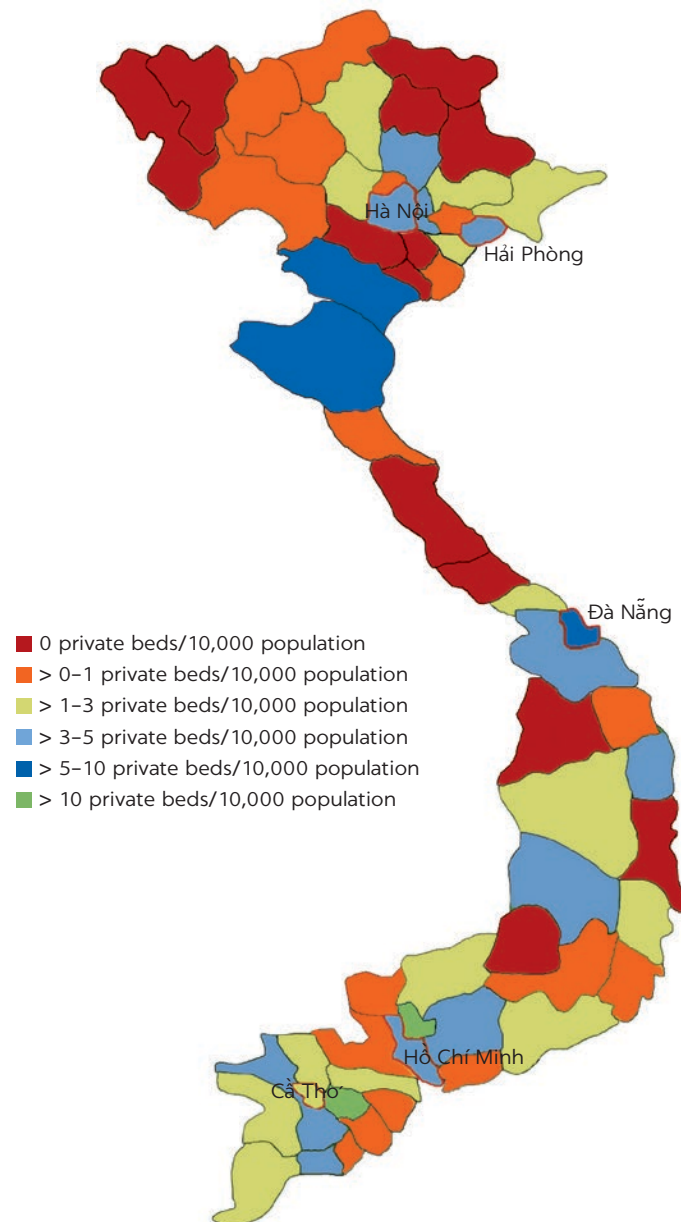 Hà Nội
Hải Phòng
Đà Nẵng
0 private beds/10,000 population
> 0–1 private beds/10,000 population
> 1–3 private beds/10,000 population
> 3–5 private beds/10,000 population
> 5–10 private beds/10,000 population
> 10 private beds/10,000 population
Hồ Chí Minh
Cầ Thơ